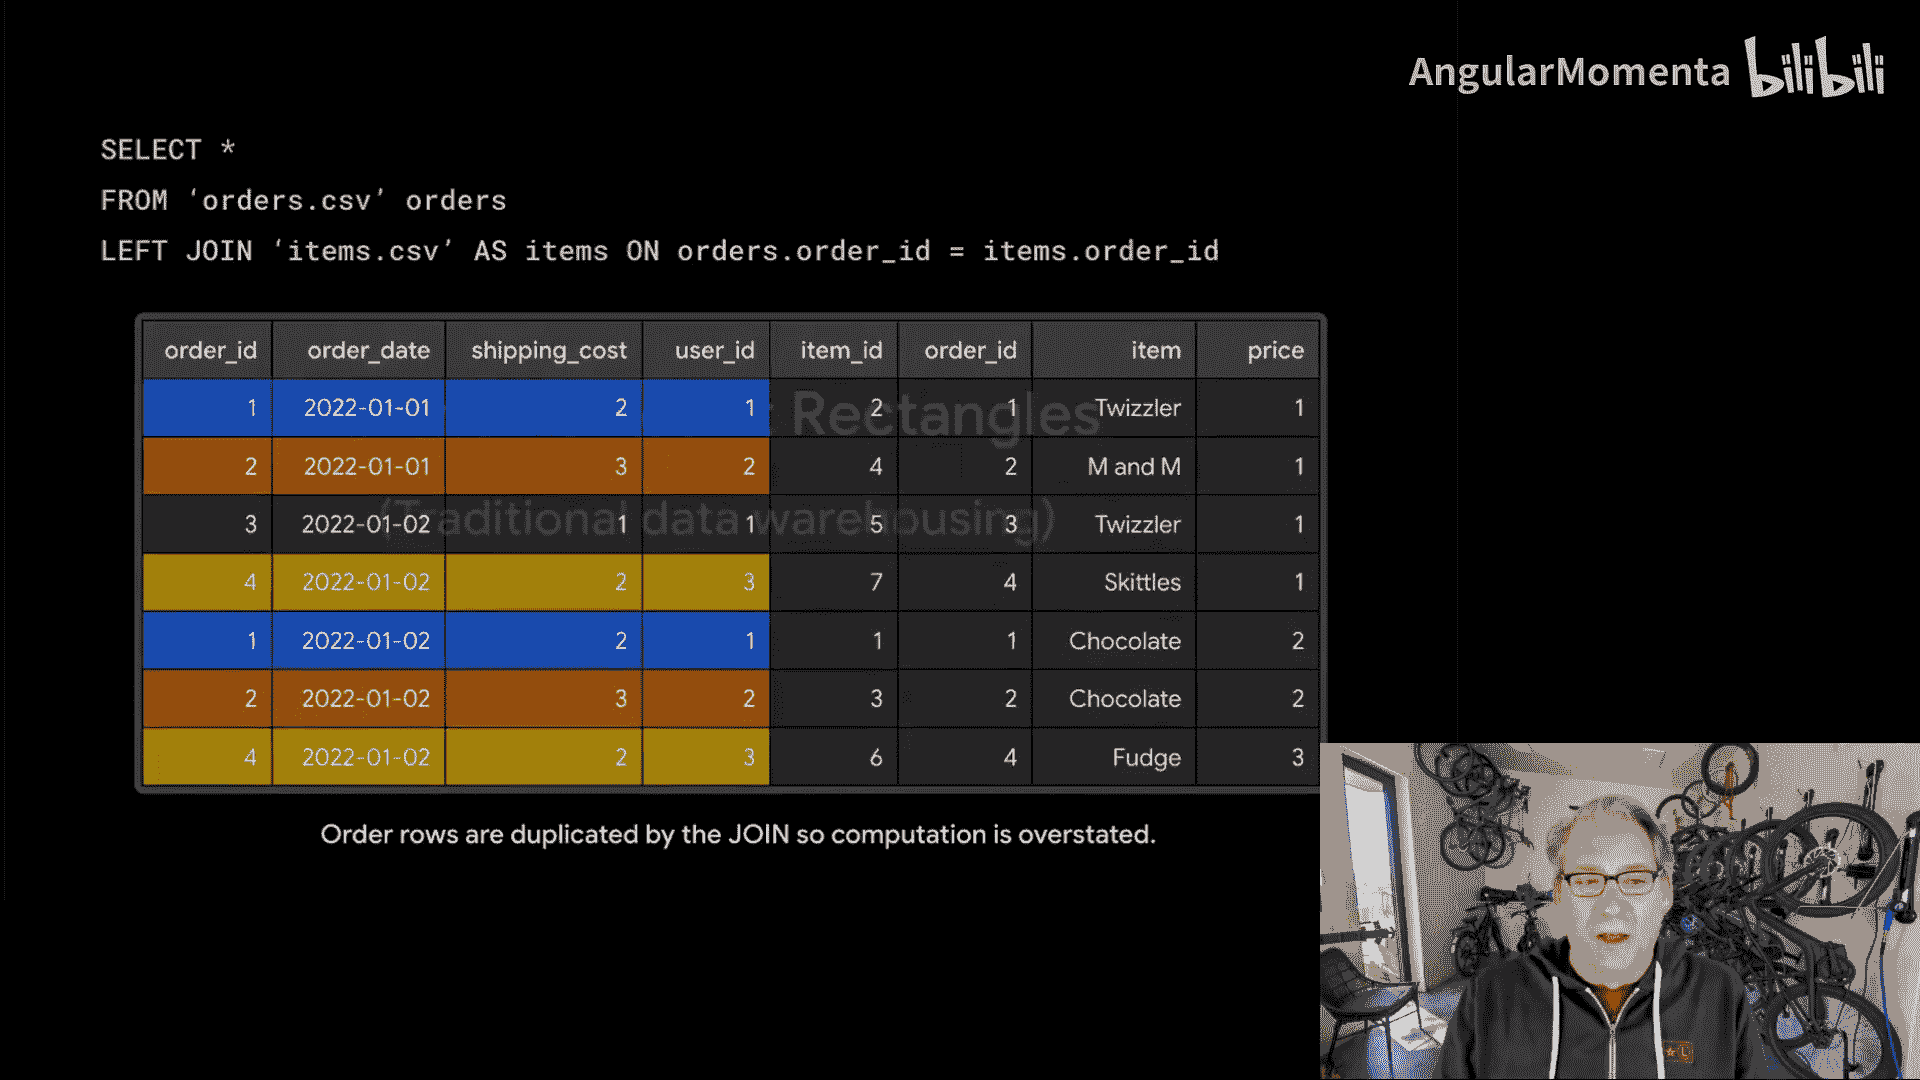 AngularMomenta bilibili
SELECT *
FROM ‘orders.csv’ orders
LEFT JOIN ‘items.csv’ AS items ON orders.order_id = items.order_id
order_id order_date shipping_cost user_id item_id order_id item price
1 2022-01-01 2 1 2 1 Twizzler 1
Rectangles
2 2022-01-01 3 2 4 2 M and M 1
3 2022-01-02 1 1 5 3 Twizzler 1
(Traditional data warehousing)
4 2022-01-02 2 3 7 4 Skittles 1
1 2022-01-02 2 1 1 1 Chocolate 2
2 2022-01-02 3 2 3 2 Chocolate 2
4 2022-01-02 2 3 6 4 Fudge 3
Order rows are duplicated by the JOIN so computation is overstated.